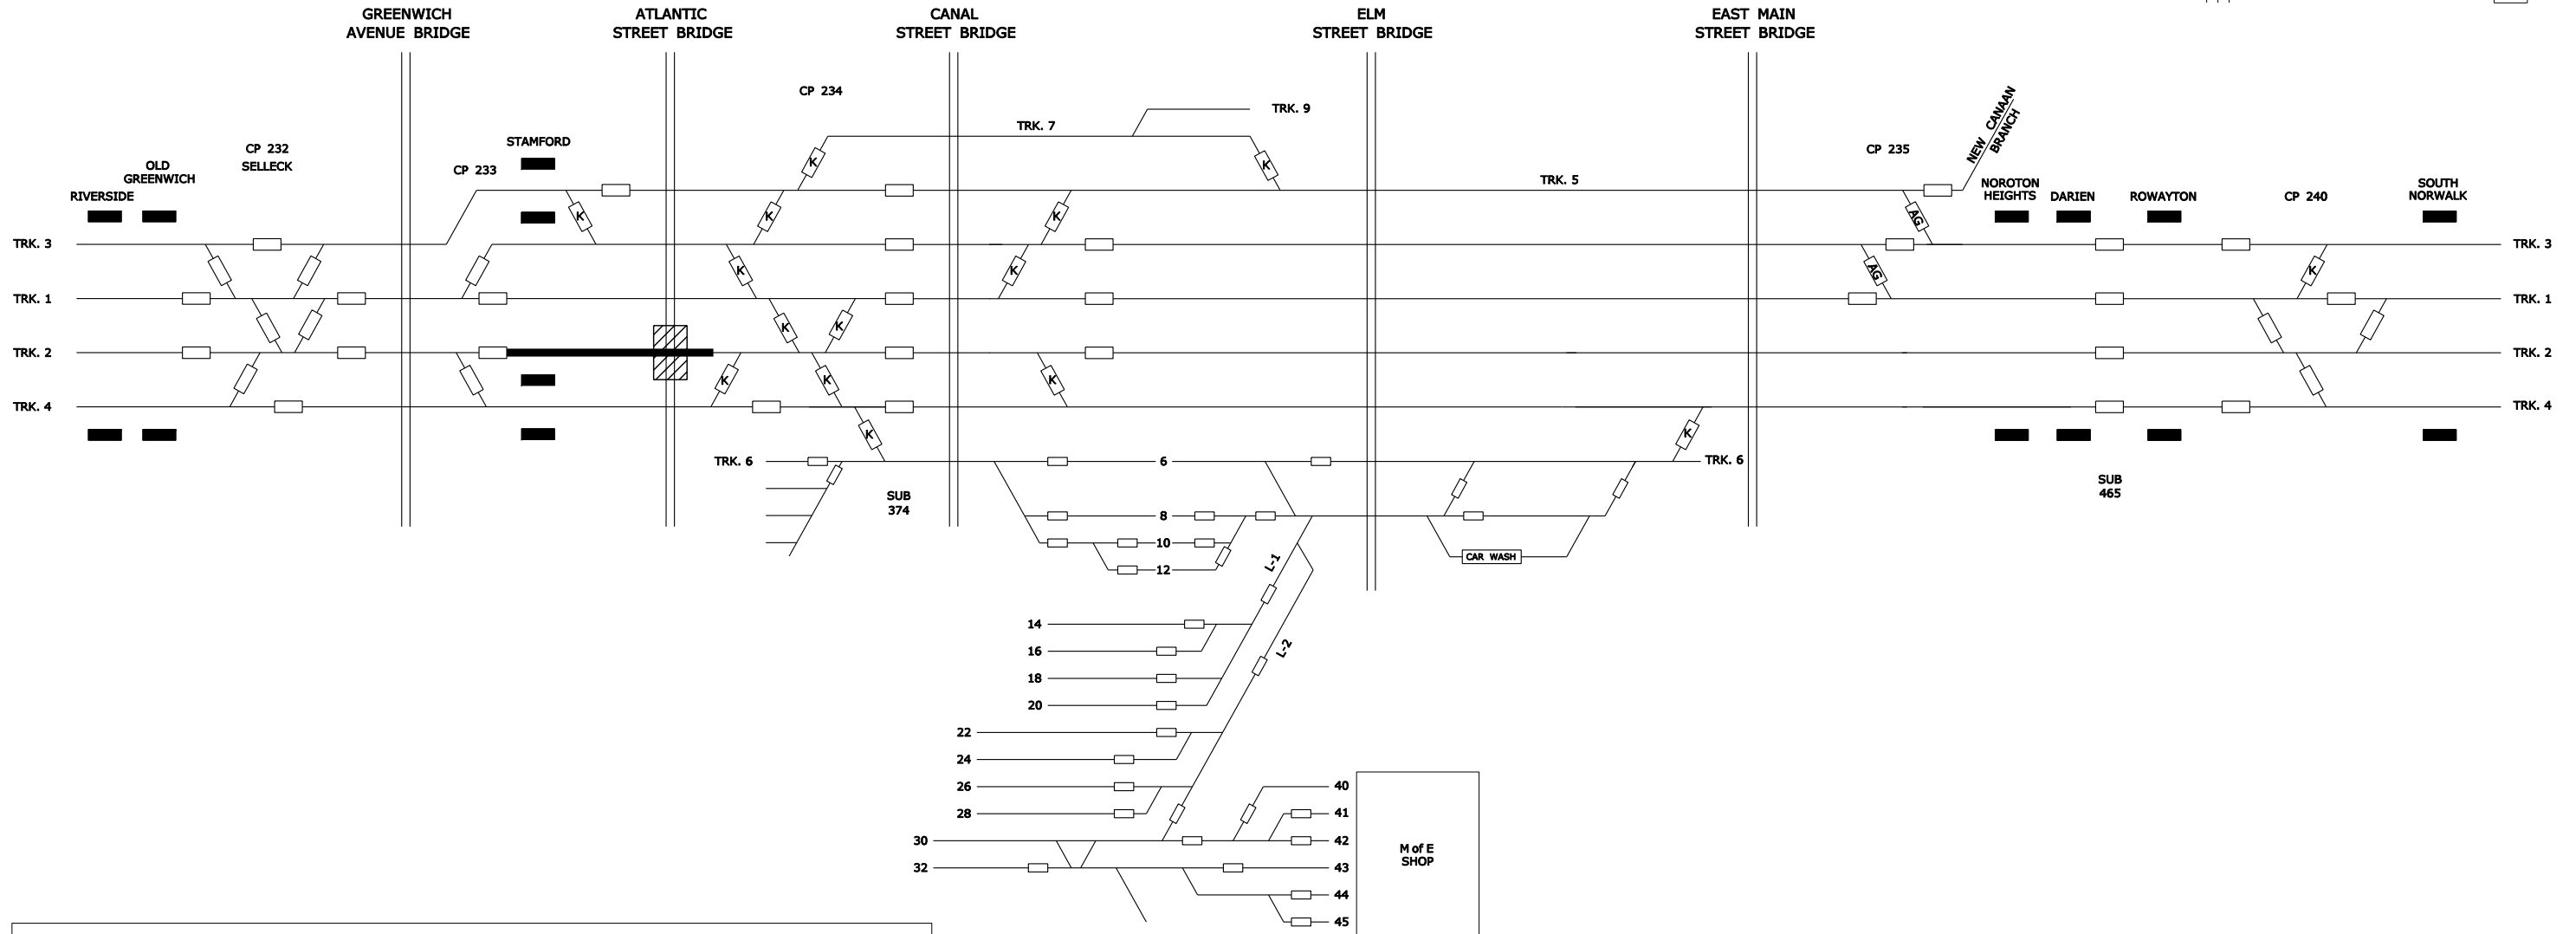 GREENWICH
AVENUE BRIDGE
ATLANTIC
STREET BRIDGE
CANAL
STREET BRIDGE
ELM
STREET BRIDGE
EAST MAIN
STREET BRIDGE
CP 234
TRK. 9
TRK. 7
NEW CANAAN
BRANCH
STAMFORD
CP 232
SELLECK
CP 235
OLD
GREENWICH
CP 233
K
K
TRK. 5
RIVERSIDE
NOROTON
HEIGHTS
DARIEN
ROWAYTON
CP 240
SOUTH
NORWALK
K
K
K
AG
TRK. 3
TRK. 3
K
K
AG
K
TRK. 1
TRK. 1
K
K
TRK. 2
TRK. 2
K
K
K
TRK. 4
TRK. 4
K
K
TRK. 6
6
TRK. 6
SUB
374
SUB
465
8
10
CAR WASH
12
L-1
14
16
L-2
18
20
22
24
26
40
28
41
30
42
M of E
SHOP
32
43
44
45